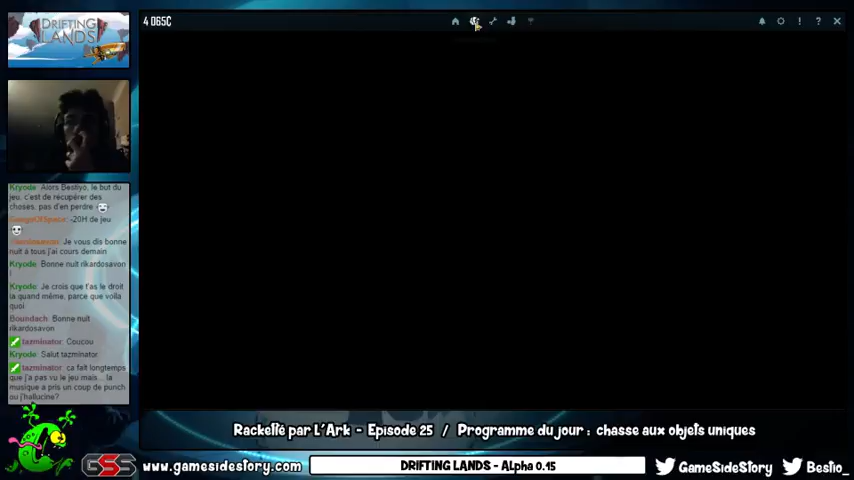 DRIFTING
LANDS
4 065C
Kryode: Alors Bestiyo, le but du
jeu, c'est de récupérer des
choses, pas d'en perdre
-20H de jeu
Je vous dis bonne
nuit à tous j'ai cours demain
Kryode: Bonne nuit rikardosavon
!
Kryode: Je crois que t'as le droit
la quand même, parce que voila
quoi
Boundach: Bonne nuit
rikardosavon
tazminator: Coucou
Kryode: Salut tazminator
tazminator: ca fait longtemps
que j'ai pas vu le jeu mais... la
musique a pris un coup de punch
ou j'hallucine?
Racketté par L'Ark - Episode 25 / Programme du jour : chasse aux objets uniques
GSS
www.gamesidestory.com
DRIFTING LANDS - Alpha 0.15
GameSideStory
Bestio_